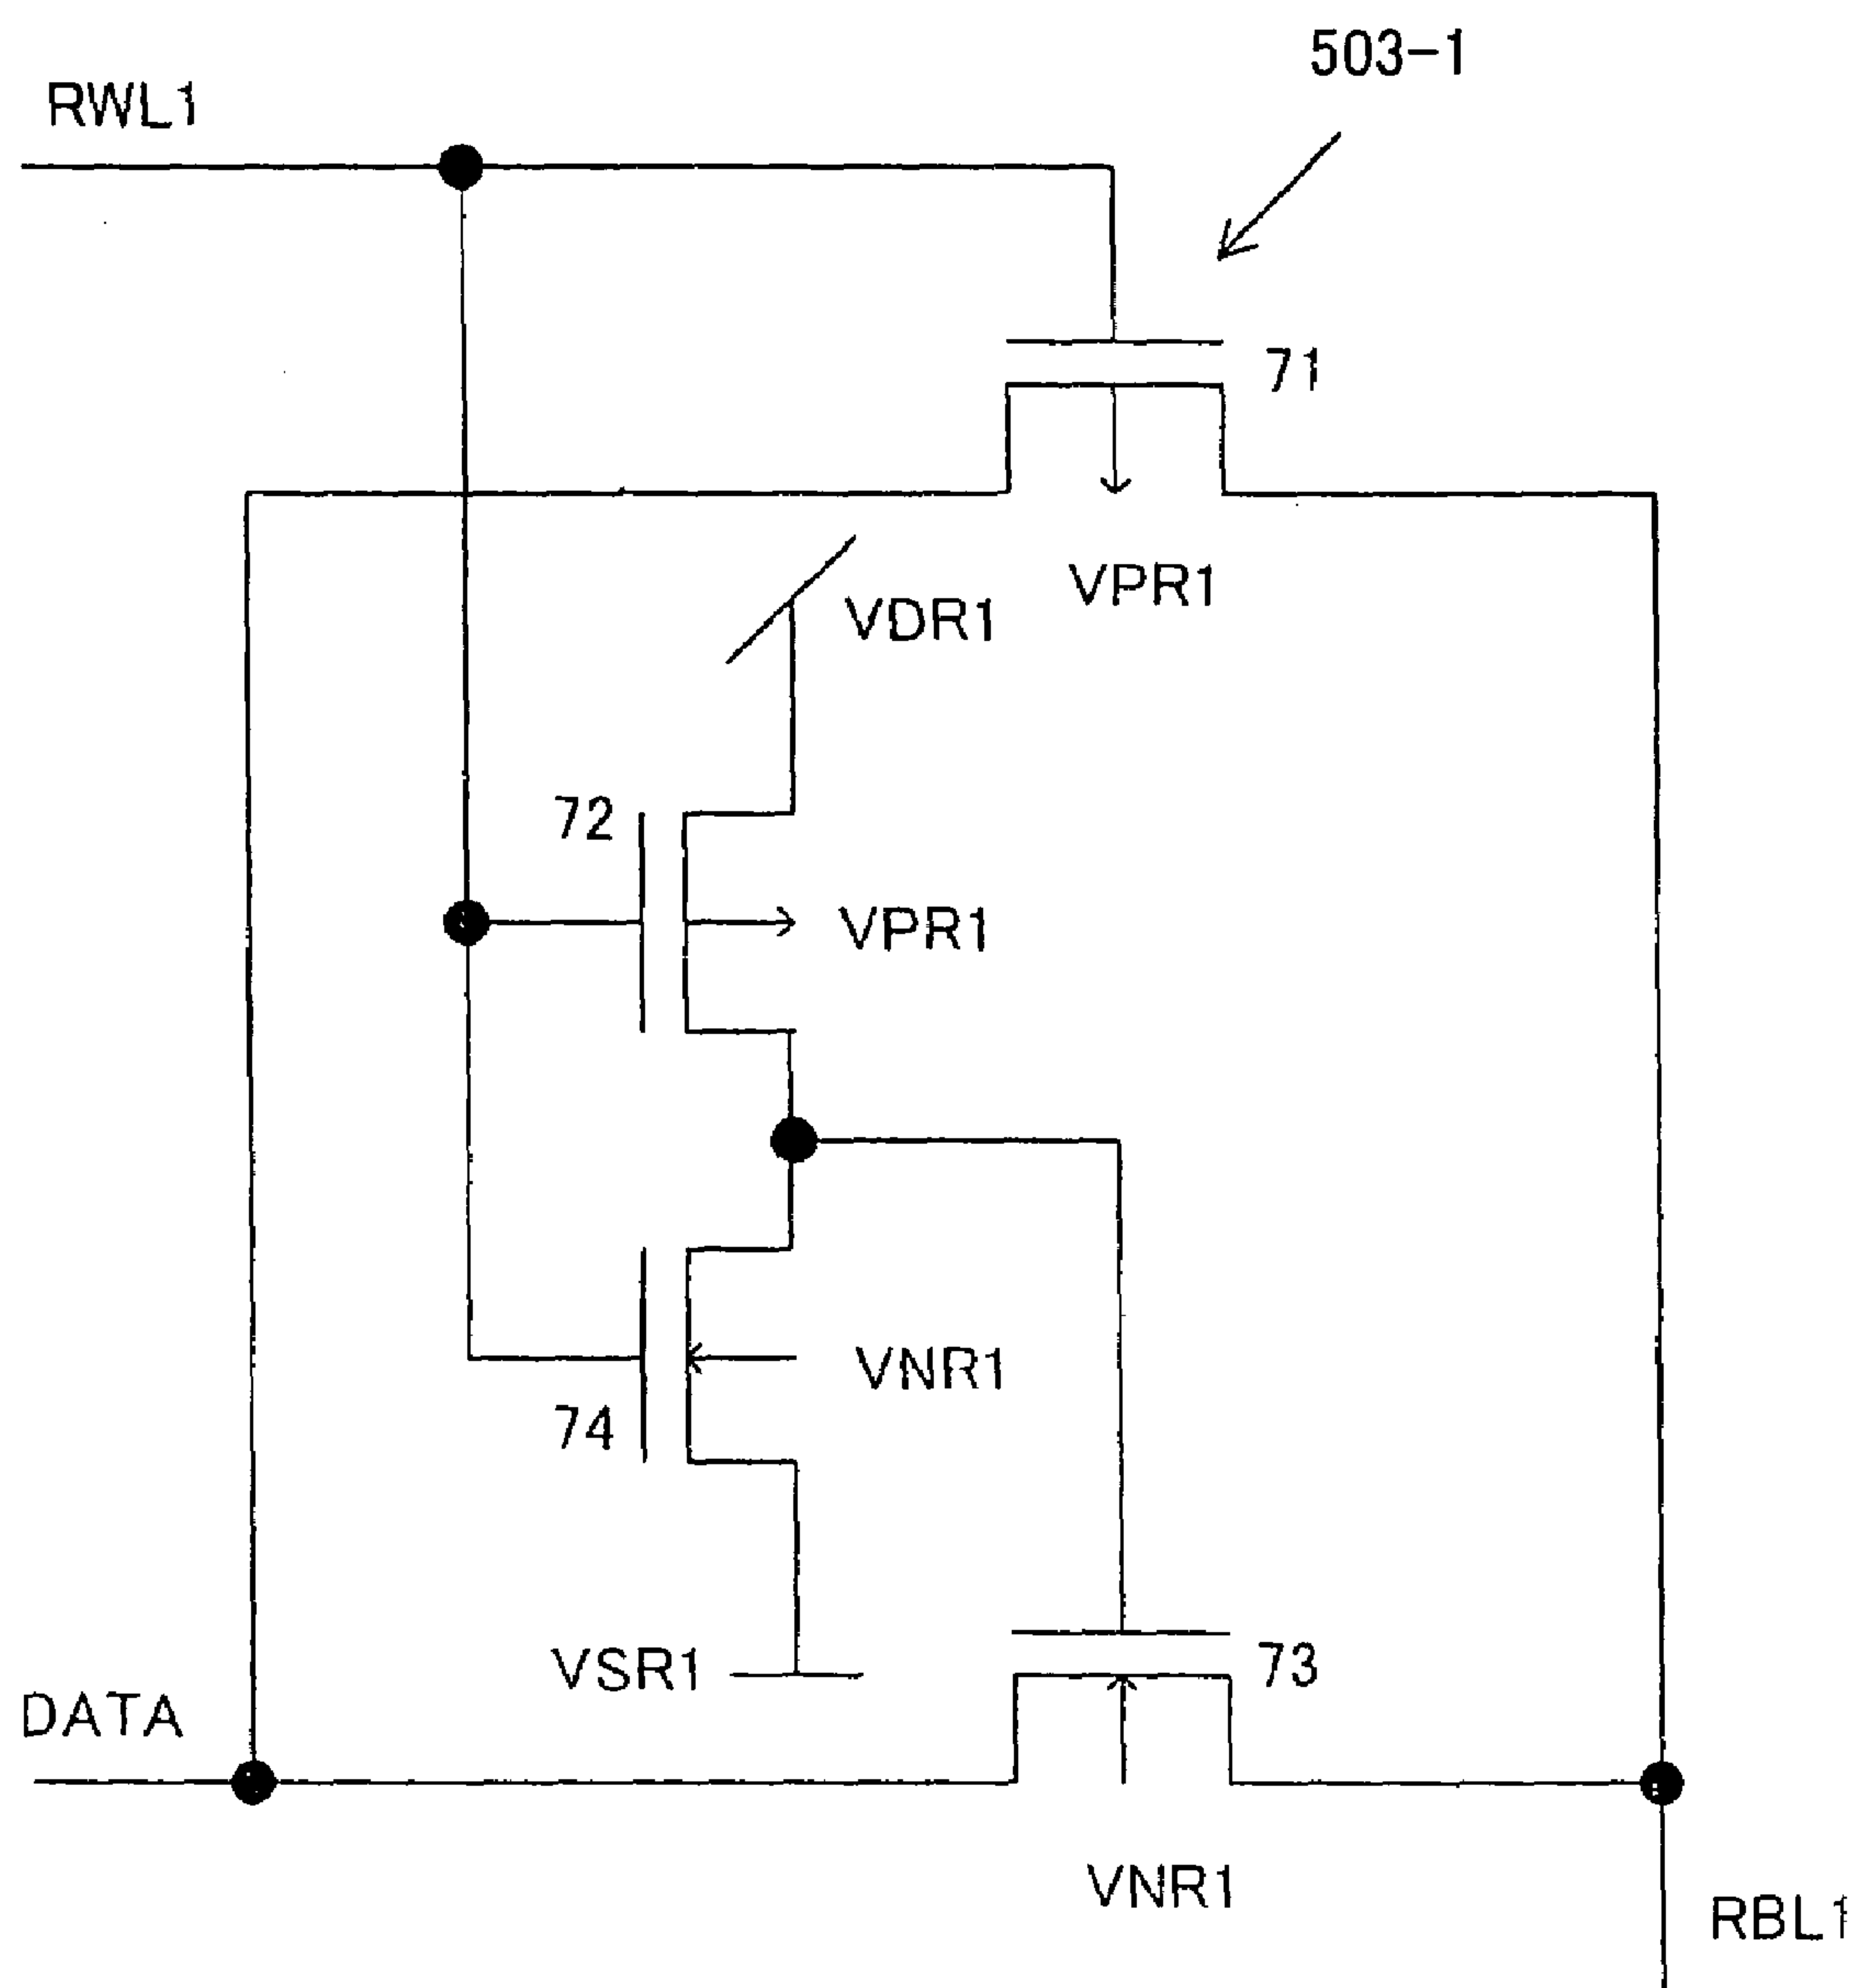 503-1
RWL1
71
VPR1
VDR1
72
VPR1
VNR1
74
VSR1
73
DATA
VNR1
RBL1